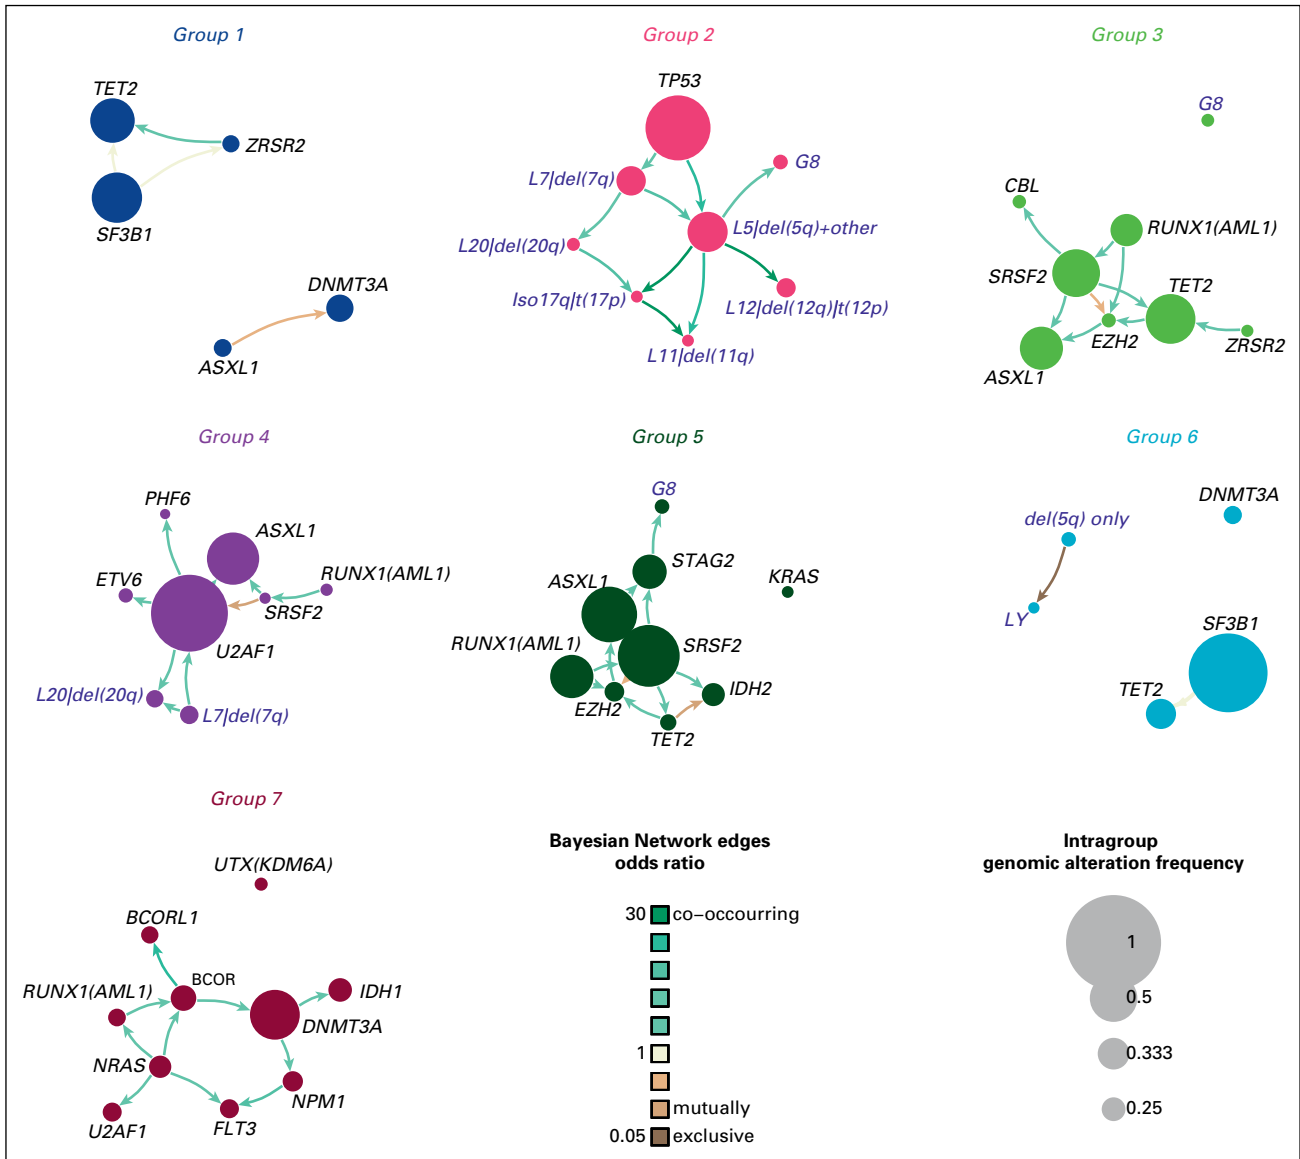 Group 1
TET2
ZRSR2
SF3B1
DNMT3A
ASXL1
Group 2
TP53
G8
L7|del(7q)
L5|del(5q)+other
L20|del(20q)
Iso17q|t(17p)
L12|del(12q)|t(12p)
L11|del(11q)
Group 3
G8
CBL
RUNX1(AML1)
SRSF2
TET2
EZH2
ZRSR2
ASXL1
Group 4
PHF6
ASXL1
ETV6
RUNX1(AML1)
SRSF2
U2AF1
L20|del(20q)
L7|del(7q)
Group 5
G8
STAG2
ASXL1
KRAS
RUNX1(AML1)
SRSF2
IDH2
EZH2
TET2
Group 6
DNMT3A
del(5q) only
LY
SF3B1
TET2
Group 7
UTX(KDM6A)
BCORL1
BCOR
RUNX1(AML1)
IDH1
DNMT3A
NRAS
NPM1
U2AF1
FLT3
Bayesian Network edges
odds ratio
30 co–occourring
1
mutually
0.05 exclusive
Intragroup
genomic alteration frequency
1
0.5
0.333
0.25